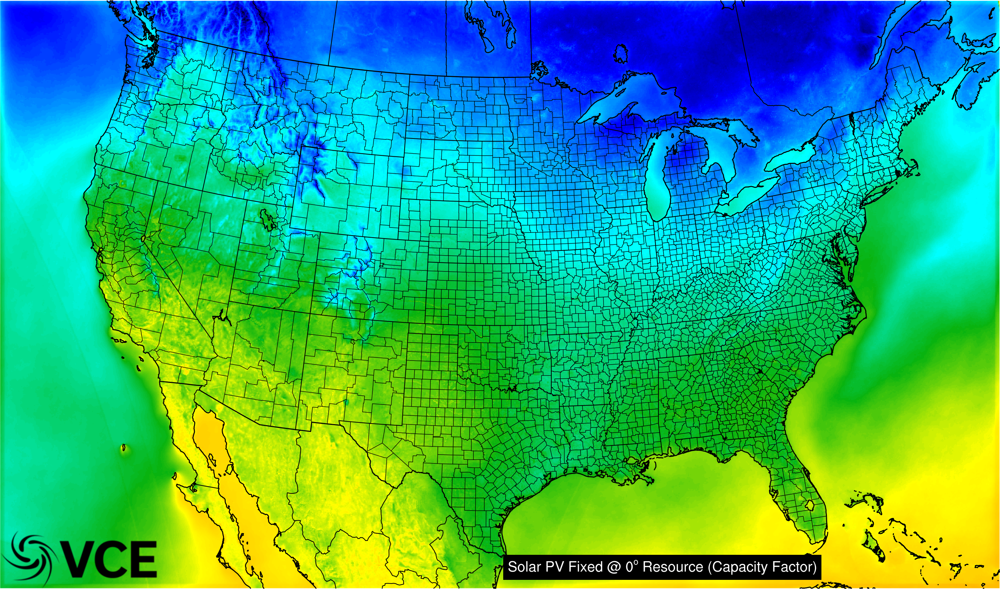 VCE
Solar PV Fixed @ 0° Resource (Capacity Factor)